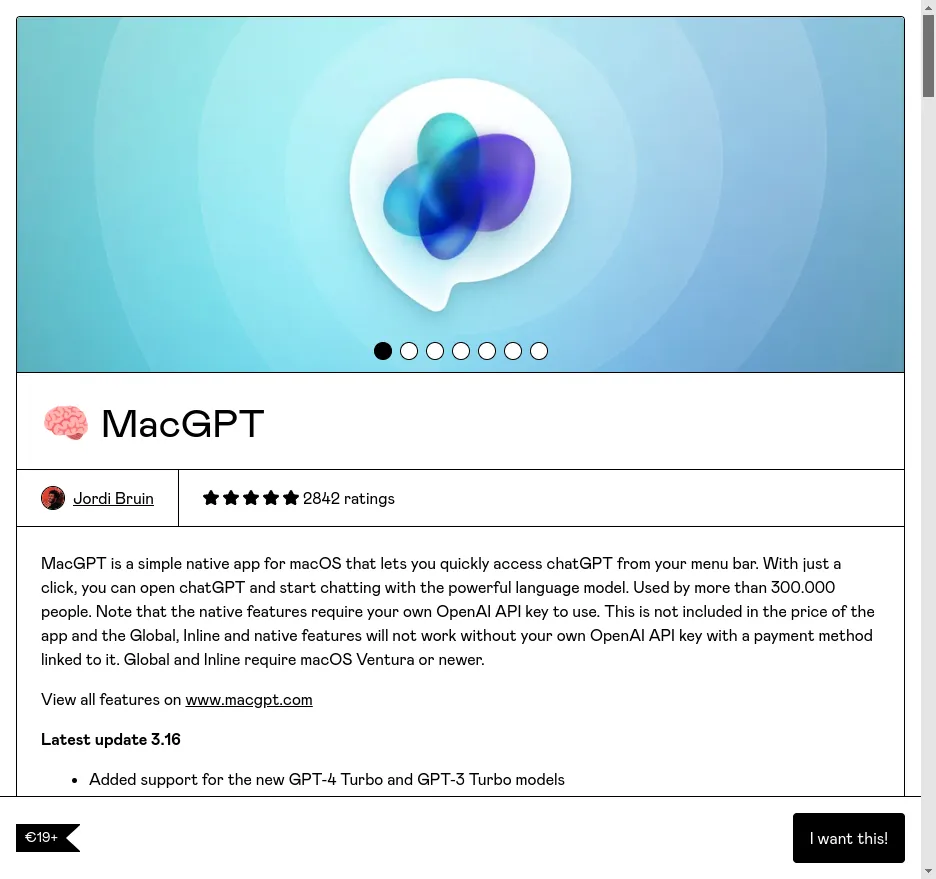 MacGPT
Jordi Bruin
2842 ratings
MacGPT is a simple native app for macOS that lets you quickly access chatGPT from your menu bar. With just a
click, you can open chatGPT and start chatting with the powerful language model. Used by more than 300.000
people. Note that the native features require your own OpenAI API key to use. This is not included in the price of the
app and the Global, Inline and native features will not work without your own OpenAI API key with a payment method
linked to it. Global and Inline require macOS Ventura or newer.
View all features on www.macgpt.com
Latest update 3.16
Added support for the new GPT-4 Turbo and GPT-3 Turbo models
€19+
I want this!